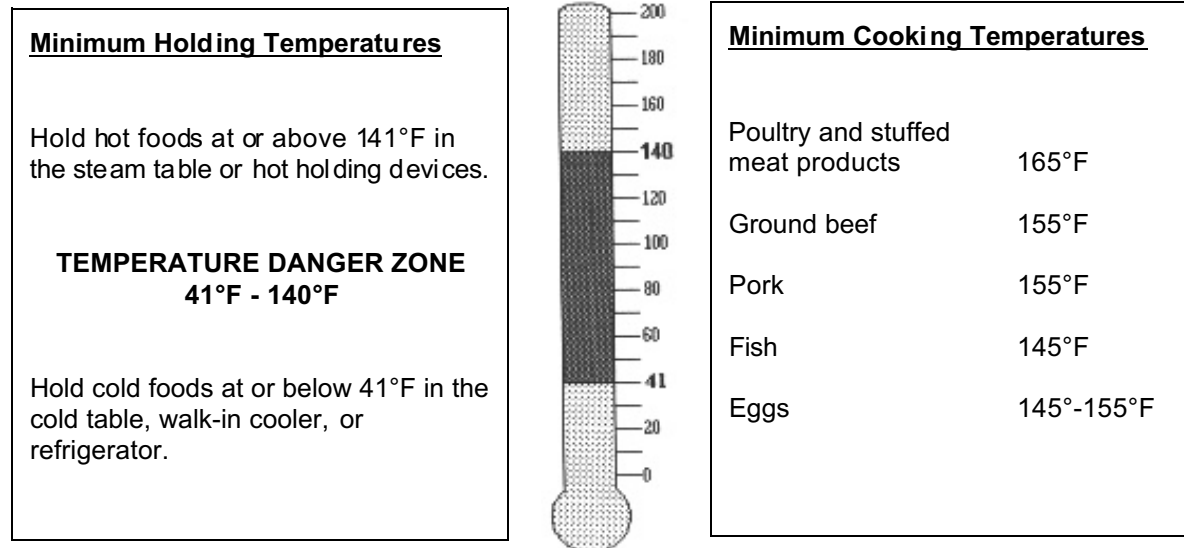 Minimum Holding Temperatures
Hold hot foods at or above 141°F in
the steam table or hot holding devices.
TEMPERATURE DANGER ZONE
41°F - 140°F
Hold cold foods at or below 41°F in the
cold table, walk-in cooler, or
refrigerator.
200
180
160
140
120
100
80
60
41
20
0
Minimum Cooking Temperatures
Poultry and stuffed
meat products 165°F
Ground beef 155°F
Pork 155°F
Fish 145°F
Eggs 145°-155°F